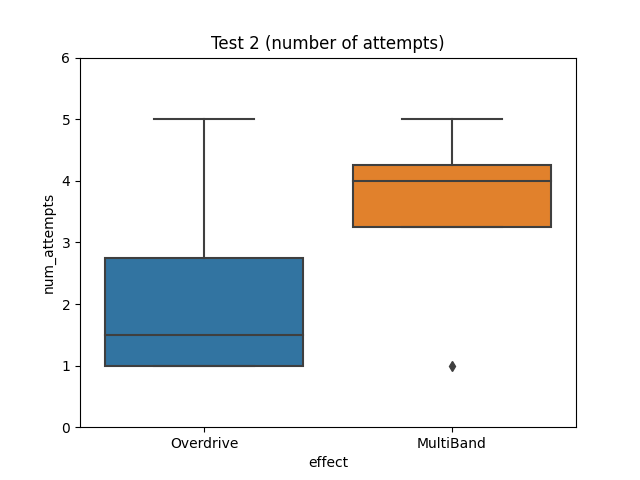 Test 2 (number of attempts)
6
5
4
3
2
1
0
num_attempts
Overdrive
MultiBand
effect